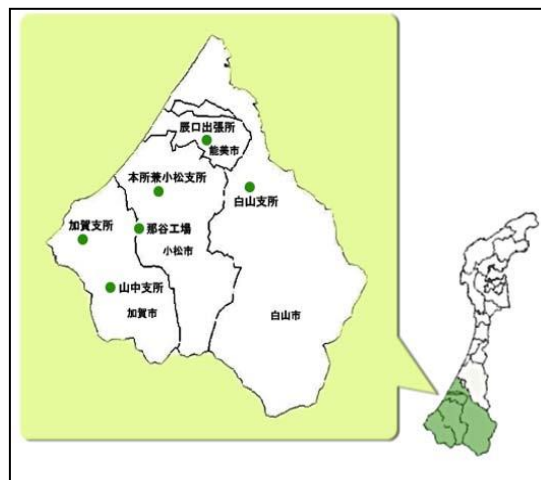 辰口出張所
能美市
本所兼小松支所
白山支所
加賀支所
那谷工場
小松市
山中支所
加賀市
白山市